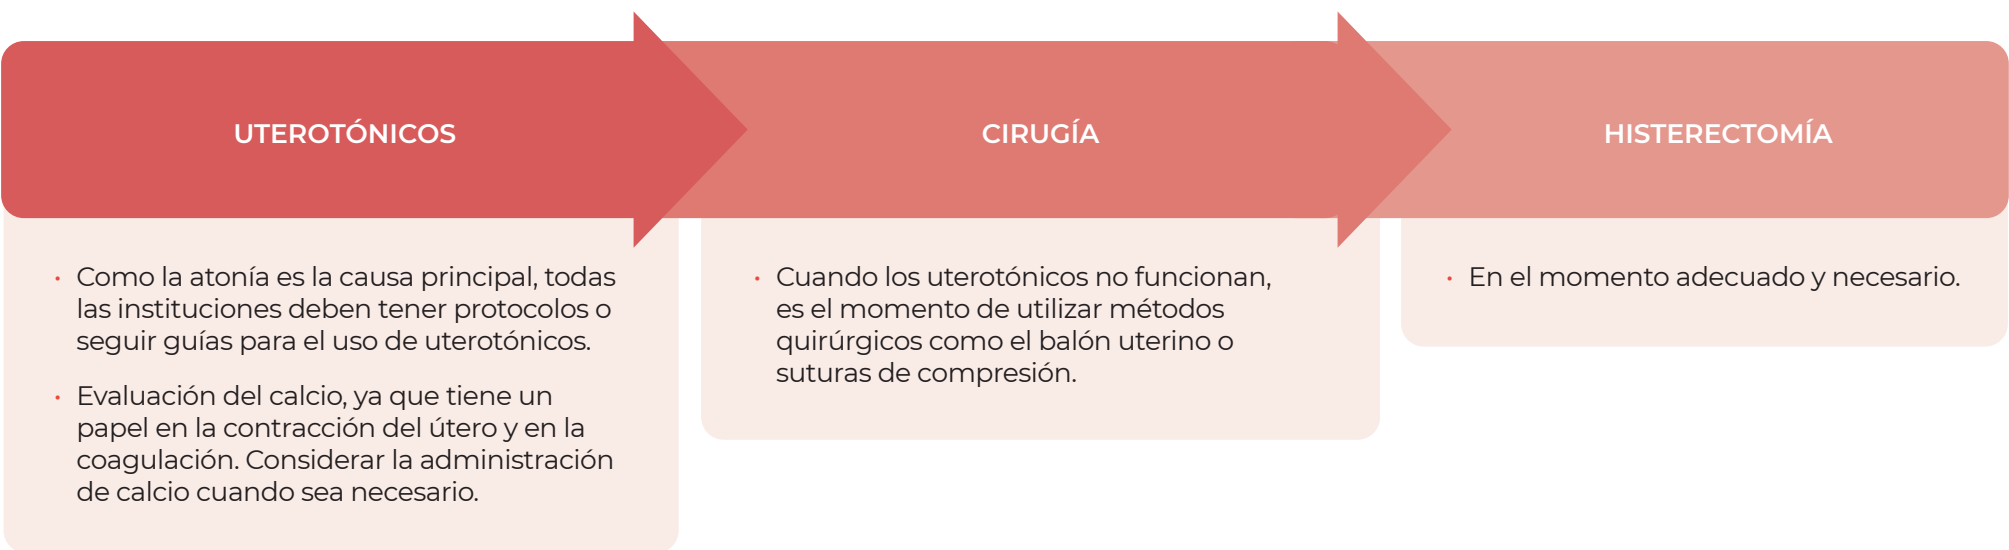 UTEROTÓNICOS
CIRUGÍA
HISTERECTOMÍA
• Como la atonía es la causa principal, todas
las instituciones deben tener protocolos o
seguir guías para el uso de uterotónicos.
• Evaluación del calcio, ya que tiene un
papel en la contracción del útero y en la
coagulación. Considerar la administración
de calcio cuando sea necesario.
• Cuando los uterotónicos no funcionan,
es el momento de utilizar métodos
quirúrgicos como el balón uterino o
suturas de compresión.
• En el momento adecuado y necesario.